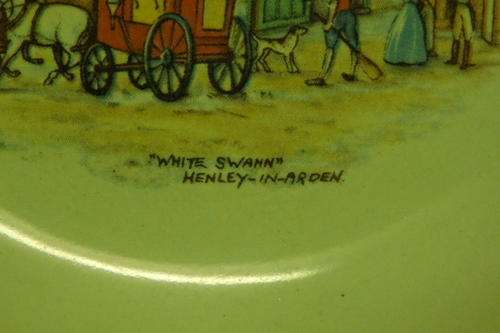 "WHITE SWANN"
HENLEY-IN-ARDEN.